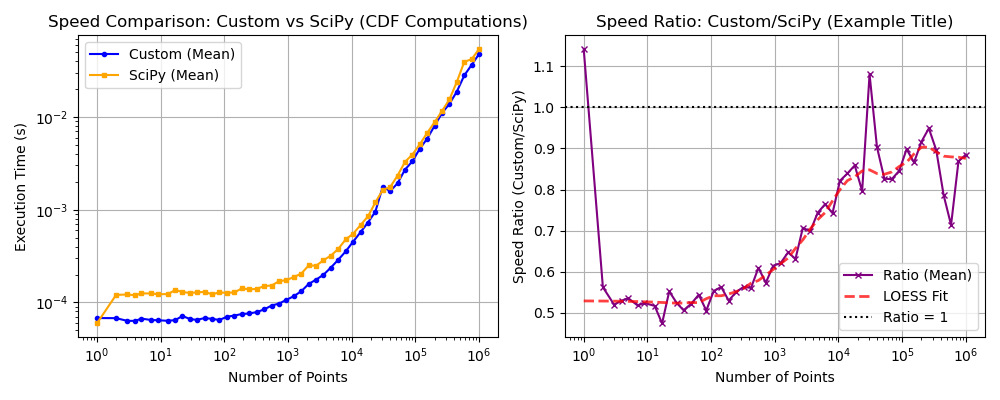 Speed Comparison: Custom vs SciPy (CDF Computations)
Custom (Mean)
SciPy (Mean)
Execution Time (s)
10⁻²
10⁻³
10⁻⁴
10⁰ 10¹ 10² 10³ 10⁴ 10⁵ 10⁶
Number of Points
Speed Ratio: Custom/SciPy (Example Title)
Speed Ratio (Custom/SciPy)
1.1
1.0
0.9
0.8
0.7
0.6
0.5
Ratio (Mean)
LOESS Fit
Ratio = 1
10⁰ 10¹ 10² 10³ 10⁴ 10⁵ 10⁶
Number of Points